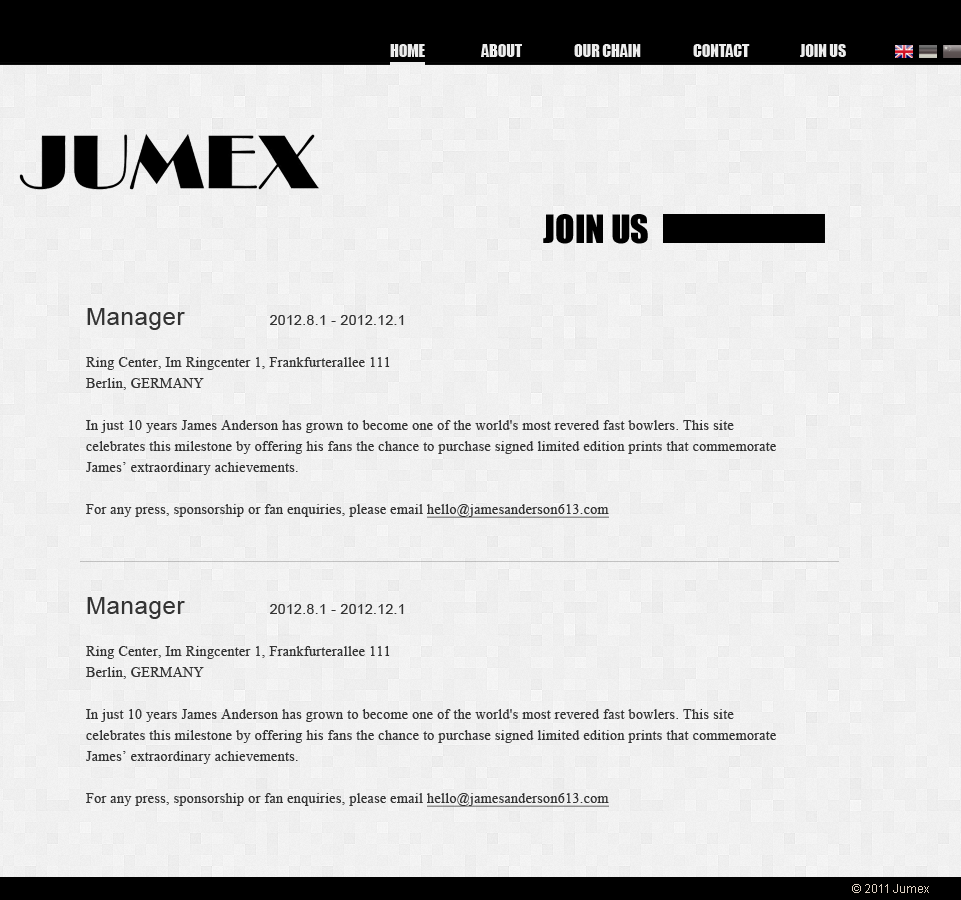 HOME ABOUT OUR CHAIN CONTACT JOIN US
JUMEX
JOIN US
Manager 2012.8.1 - 2012.12.1
Ring Center, Im Ringcenter 1, Frankfurterallee 111
Berlin, GERMANY
In just 10 years James Anderson has grown to become one of the world's most revered fast bowlers. This site
celebrates this milestone by offering his fans the chance to purchase signed limited edition prints that commemorate
James’ extraordinary achievements.
For any press, sponsorship or fan enquiries, please email hello@jamesanderson613.com
Manager 2012.8.1 - 2012.12.1
Ring Center, Im Ringcenter 1, Frankfurterallee 111
Berlin, GERMANY
In just 10 years James Anderson has grown to become one of the world's most revered fast bowlers. This site
celebrates this milestone by offering his fans the chance to purchase signed limited edition prints that commemorate
James’ extraordinary achievements.
For any press, sponsorship or fan enquiries, please email hello@jamesanderson613.com
© 2011 Jumex